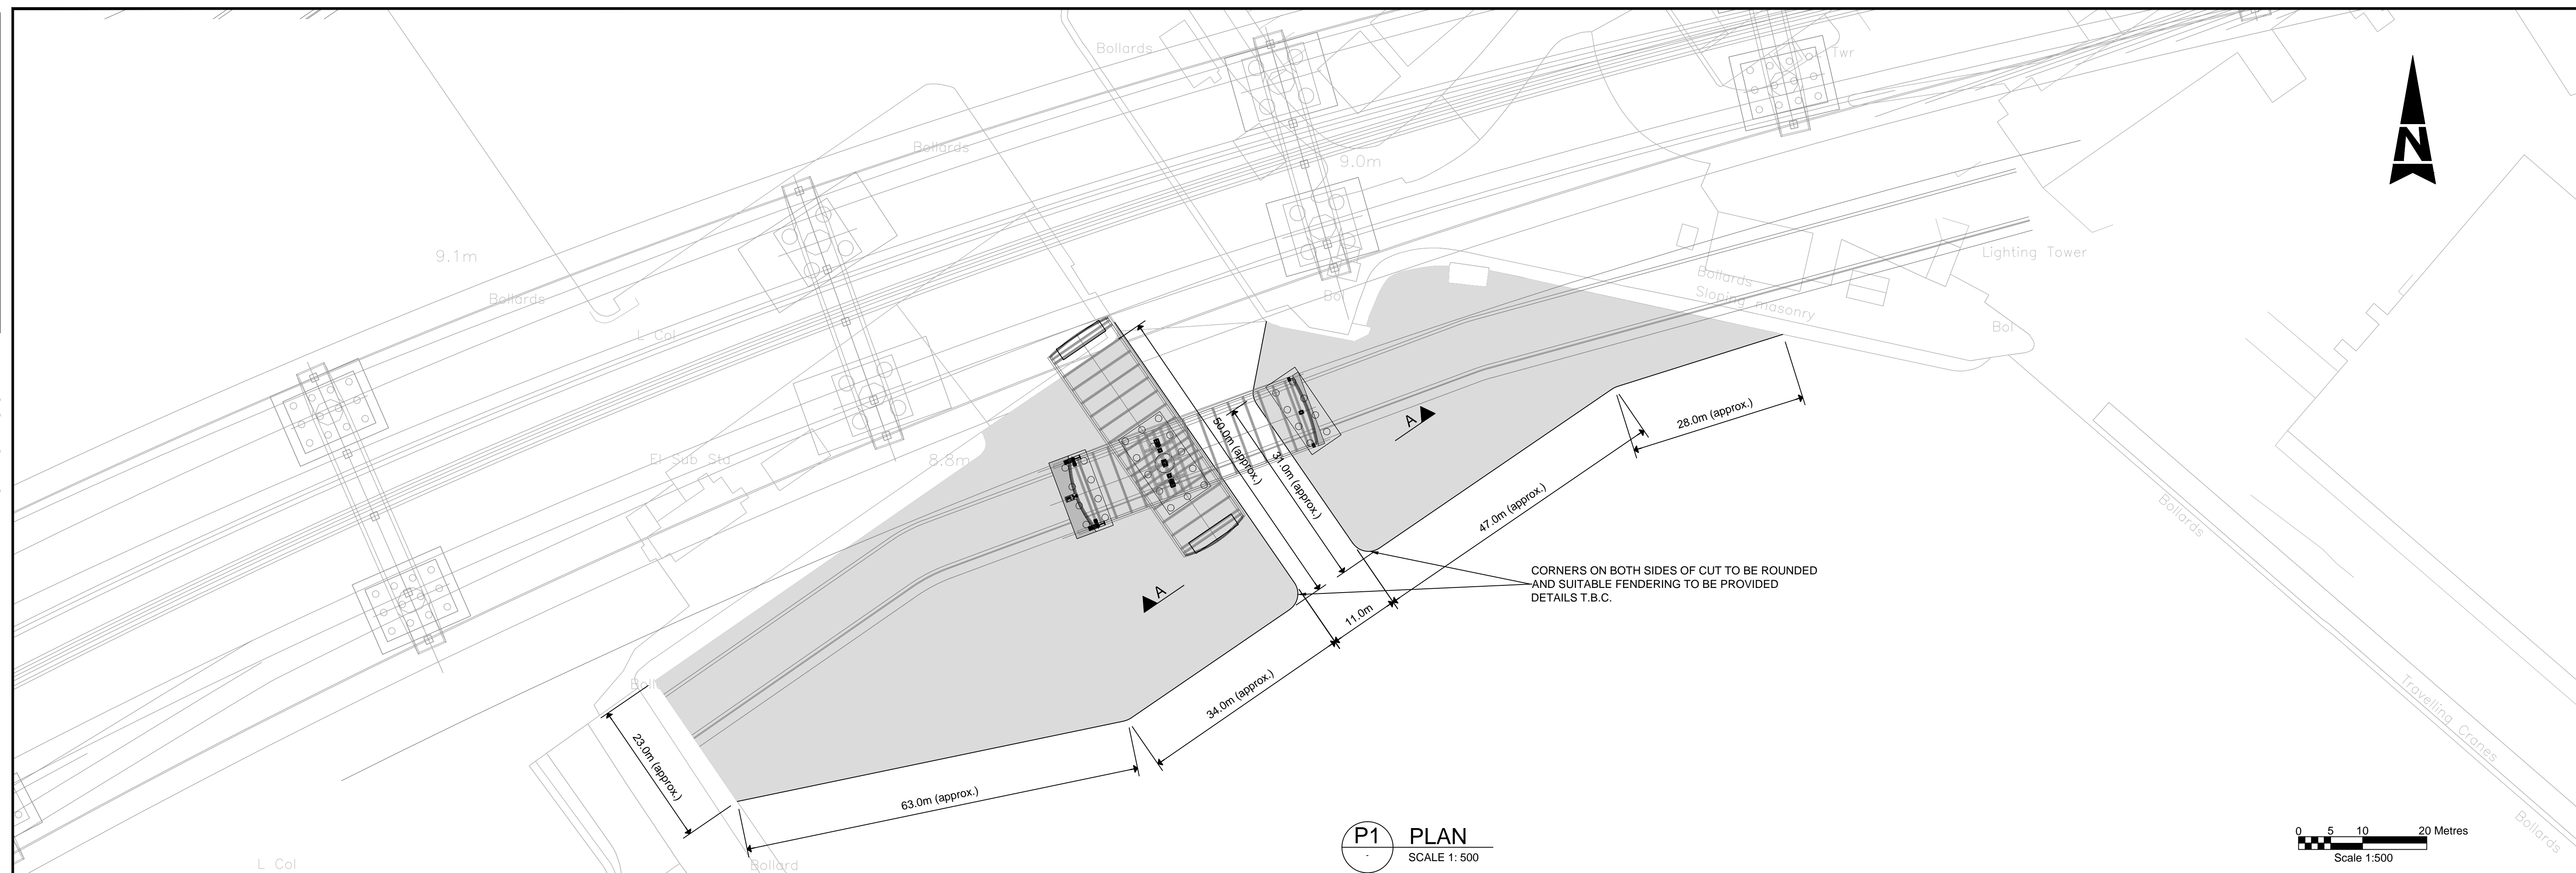 Bollards
Twr
N
Bollards
9.0m
9.1m
Lighting Tower
Bollards
Bollards
Sloping masonry
Bol
L Col
Bol
A
28.0m (approx.)
50.0m (approx.)
31.0m (approx.)
El Sub Sta
8.8m
47.0m (approx.)
Bollards
CORNERS ON BOTH SIDES OF CUT TO BE ROUNDED
AND SUITABLE FENDERING TO BE PROVIDED
DETAILS T.B.C.
A
11.0m
34.0m (approx.)
23.0m (approx.)
63.0m (approx.)
Travelling Cranes
Bollards
P1
-
PLAN
SCALE 1: 500
0 5 10 20 Metres
Scale 1:500
L Col
Bollard